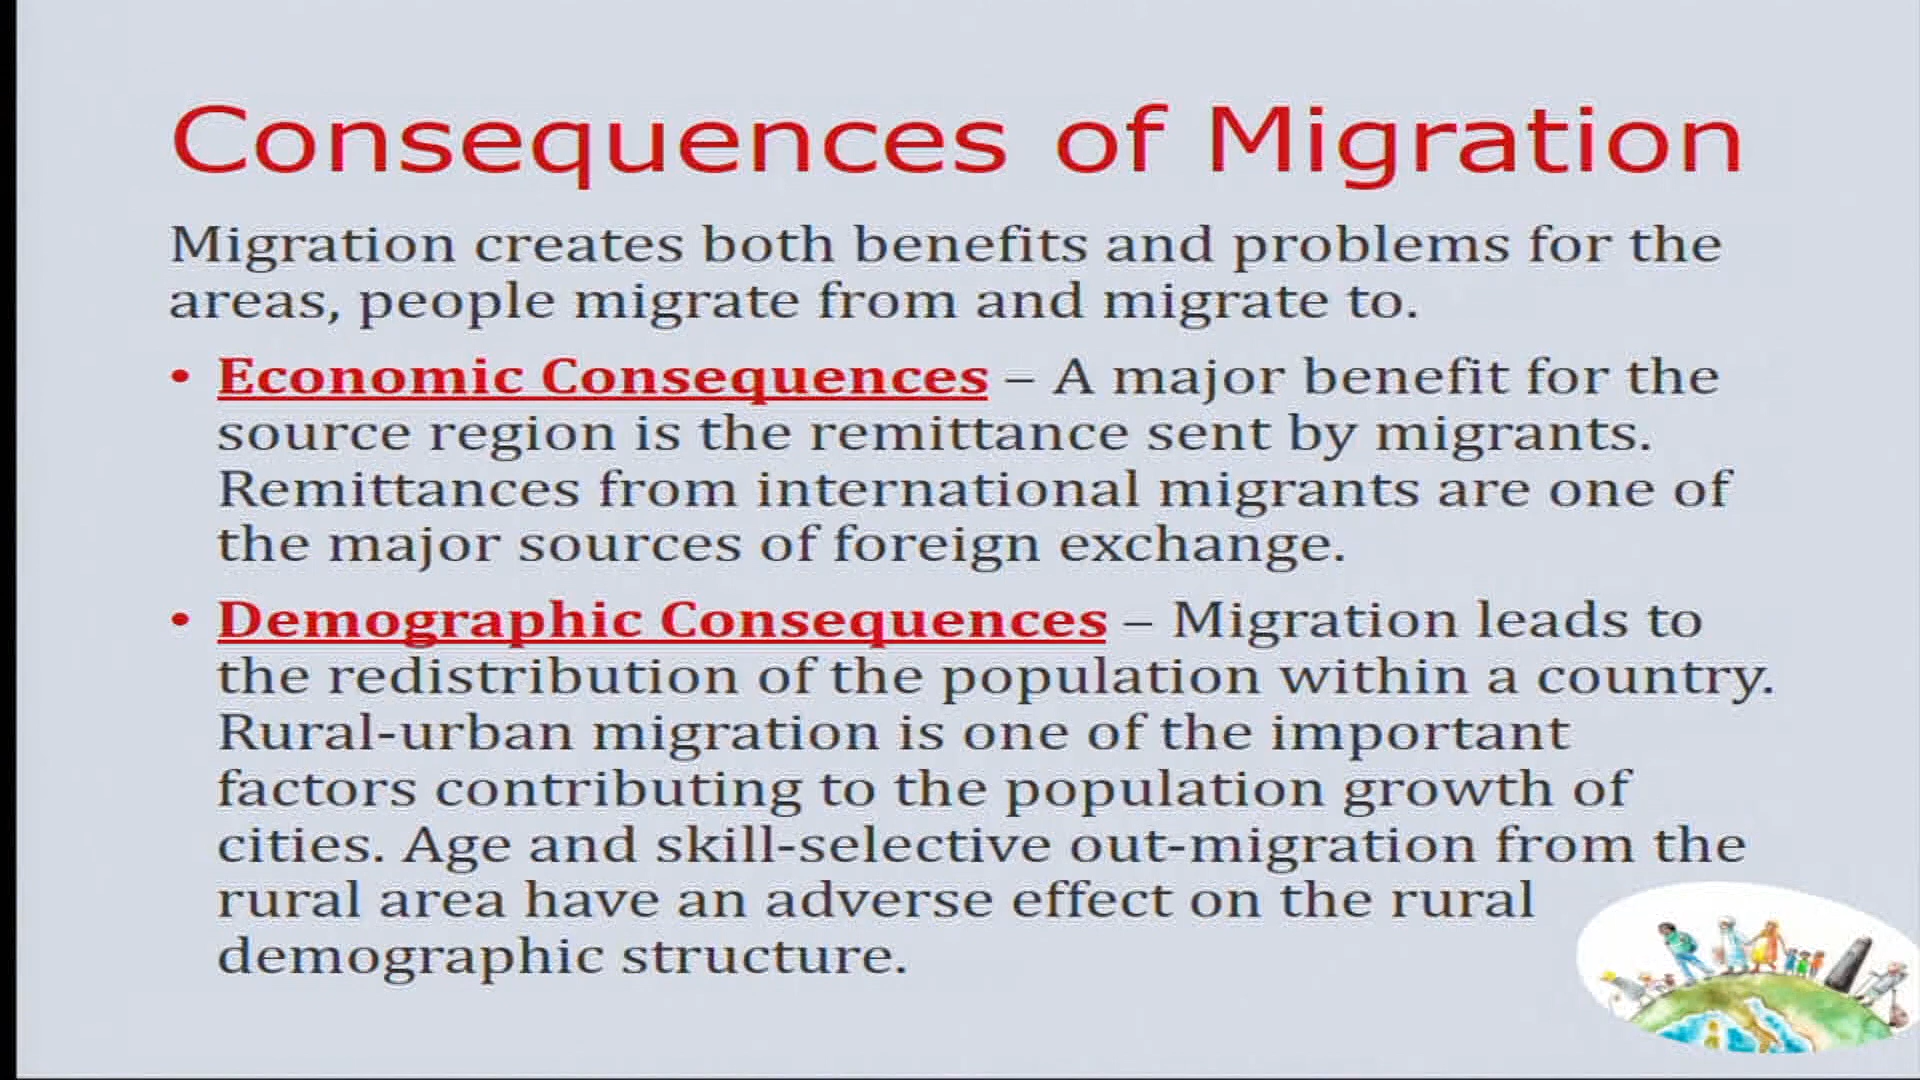 Consequences of Migration
Migration creates both benefits and problems for the
areas, people migrate from and migrate to.
• Economic Consequences – A major benefit for the
source region is the remittance sent by migrants.
Remittances from international migrants are one of
the major sources of foreign exchange.
• Demographic Consequences – Migration leads to
the redistribution of the population within a country.
Rural-urban migration is one of the important
factors contributing to the population growth of
cities. Age and skill-selective out-migration from the
rural area have an adverse effect on the rural
demographic structure.